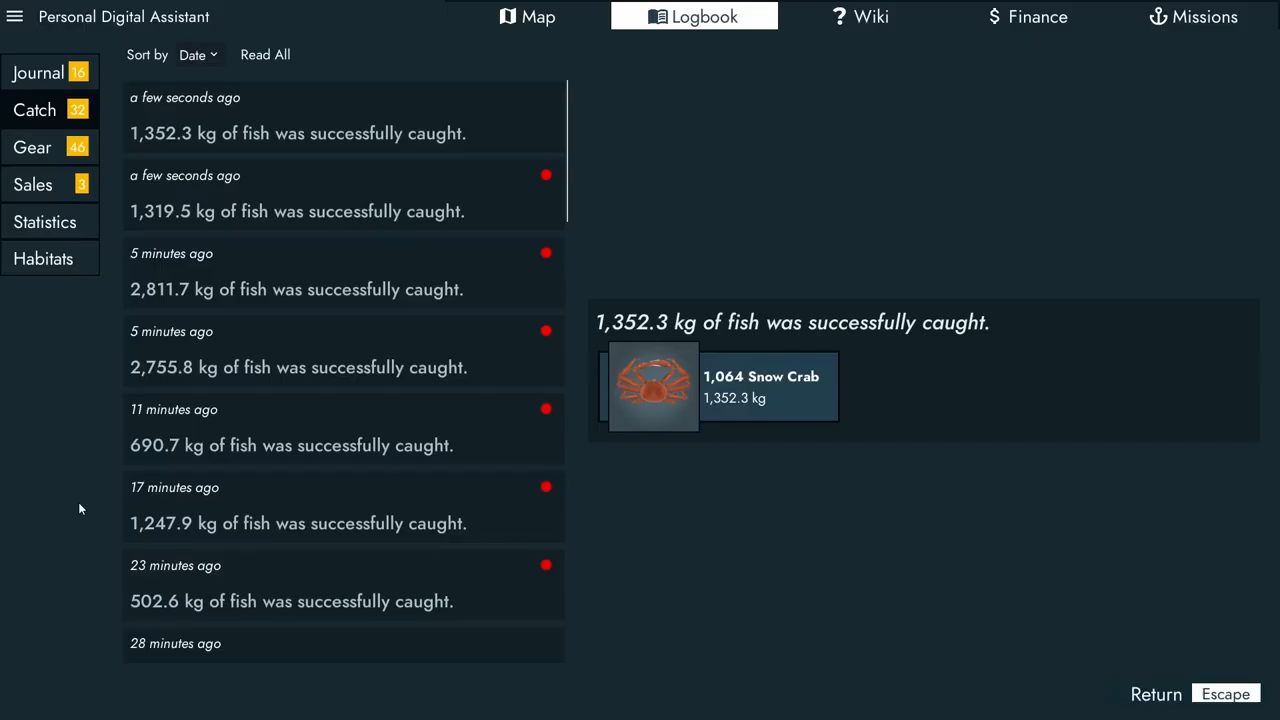 Personal Digital Assistant
Map
Logbook
Wiki
Finance
Missions
Journal 16
Catch 32
Gear 46
Sales 3
Statistics
Habitats
Sort by Date Read All
a few seconds ago
1,352.3 kg of fish was successfully caught.
a few seconds ago
1,319.5 kg of fish was successfully caught.
5 minutes ago
2,811.7 kg of fish was successfully caught.
5 minutes ago
2,755.8 kg of fish was successfully caught.
11 minutes ago
690.7 kg of fish was successfully caught.
17 minutes ago
1,247.9 kg of fish was successfully caught.
23 minutes ago
502.6 kg of fish was successfully caught.
28 minutes ago
1,352.3 kg of fish was successfully caught.
1,064 Snow Crab
1,352.3 kg
Return Escape